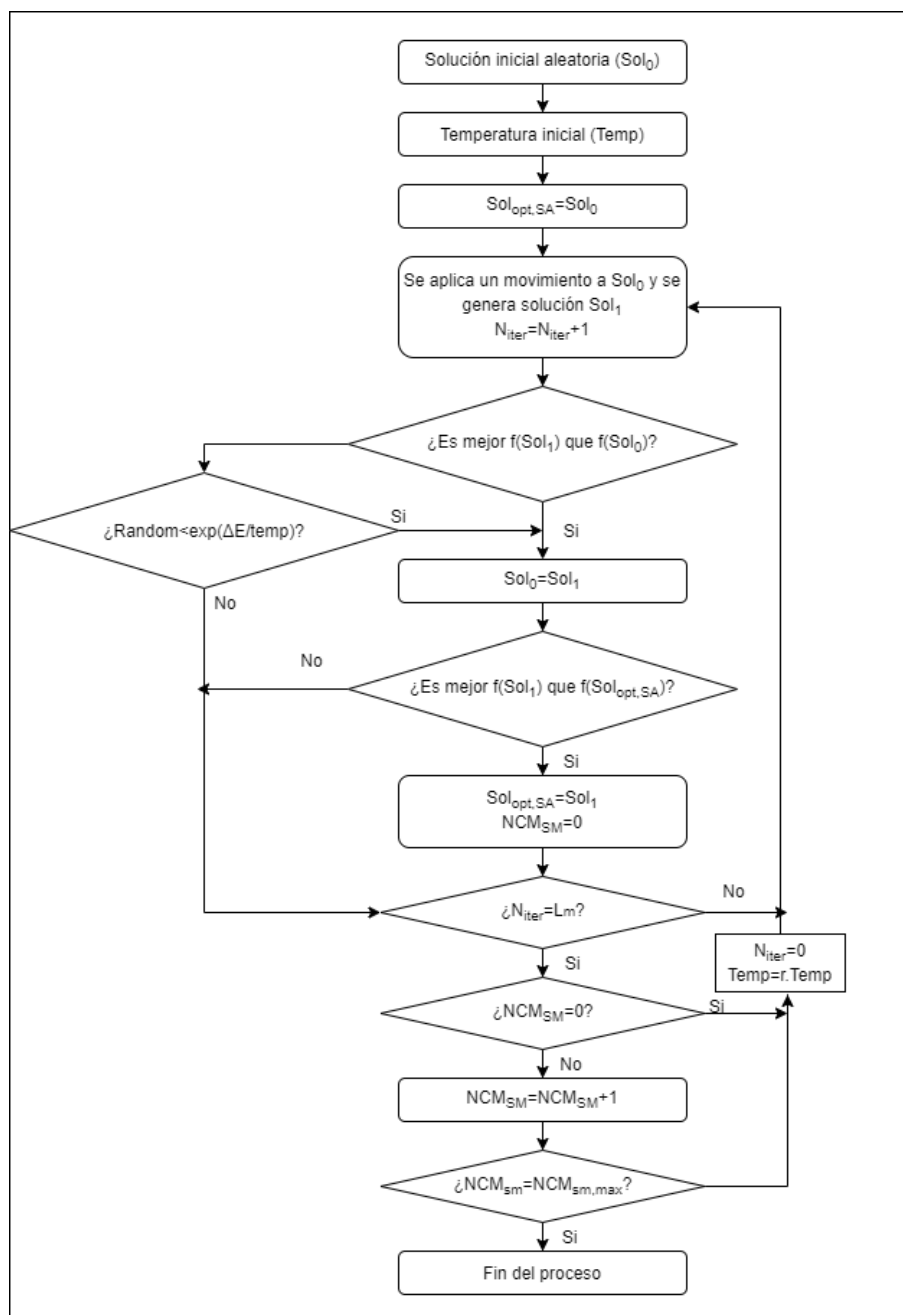 Solución inicial aleatoria (Sol₀)
Temperatura inicial (Temp)
Solopt,SA=Sol₀
Se aplica un movimiento a Sol₀ y se
genera solución Sol₁
Niter=Niter+1
¿Es mejor f(Sol₁) que f(Sol₀)?
¿Random<exp(ΔE/temp)?
Si
Si
Sol₀=Sol₁
No
No
¿Es mejor f(Sol₁) que f(Solopt,SA)?
Si
Solopt,SA=Sol₁
NCMSM=0
¿Niter=Lm?
No
Niter=0
Temp=r.Temp
Si
¿NCMSM=0?
Si
No
NCMSM=NCMSM+1
¿NCMsm=NCMsm,max?
Si
Fin del proceso